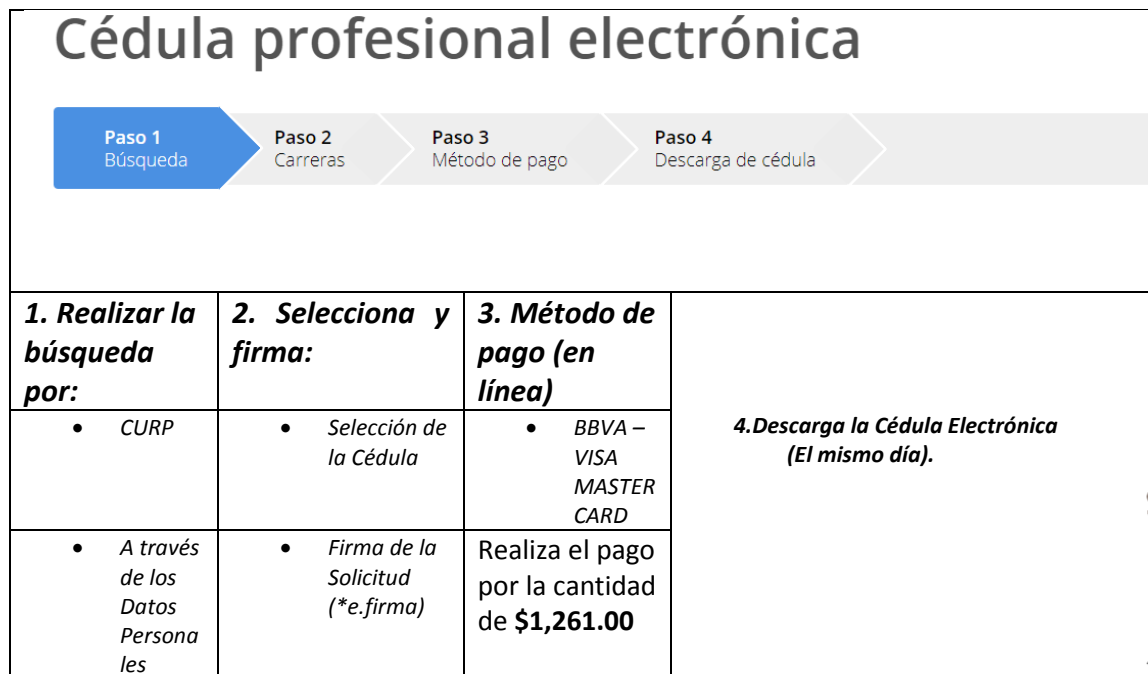 Cédula profesional electrónica
Paso 1
Búsqueda
Paso 2
Carreras
Paso 3
Método de pago
Paso 4
Descarga de cédula
1. Realizar la
búsqueda
por:
2. Selecciona y
firma:
3. Método de
pago (en
línea)
4.Descarga la Cédula Electrónica
(El mismo día).
• CURP
• Selección de
la Cédula
• BBVA –
VISA
MASTER
CARD
• A través
de los
Datos
Persona
les
• Firma de la
Solicitud
(*e.firma)
Realiza el pago
por la cantidad
de $1,261.00